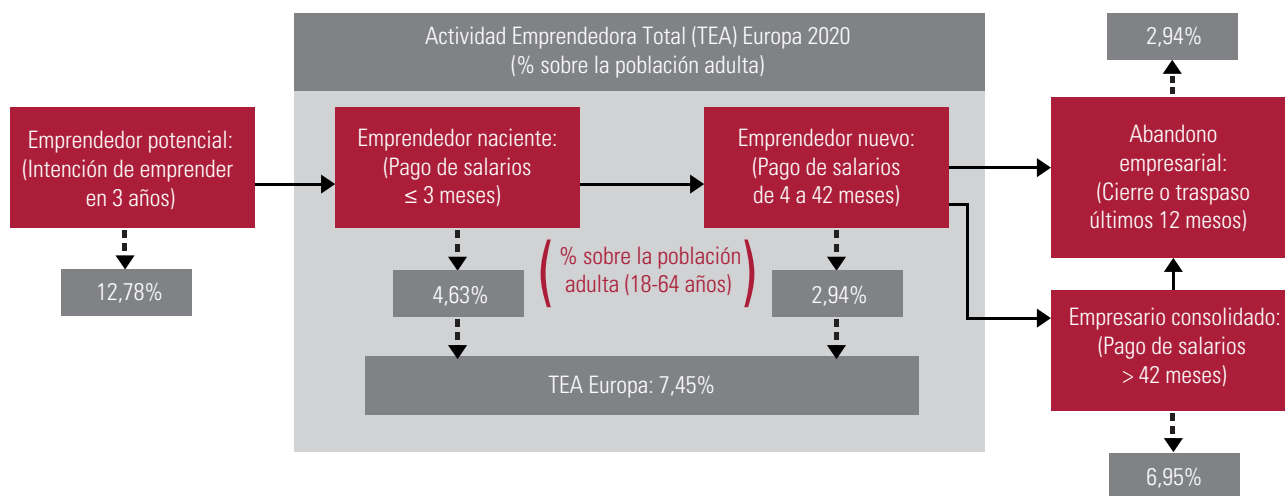 Actividad Emprendedora Total (TEA) Europa 2020
(% sobre la población adulta)
2,94%
Emprendedor potencial:
(Intención de emprender
en 3 años)
Emprendedor naciente:
(Pago de salarios
≤ 3 meses)
Emprendedor nuevo:
(Pago de salarios
de 4 a 42 meses)
Abandono
empresarial:
(Cierre o traspaso
últimos 12 mesos)
12,78%
4,63%
(% sobre la población
adulta (18-64 años))
2,94%
Empresario consolidado:
(Pago de salarios
> 42 meses)
TEA Europa: 7,45%
6,95%